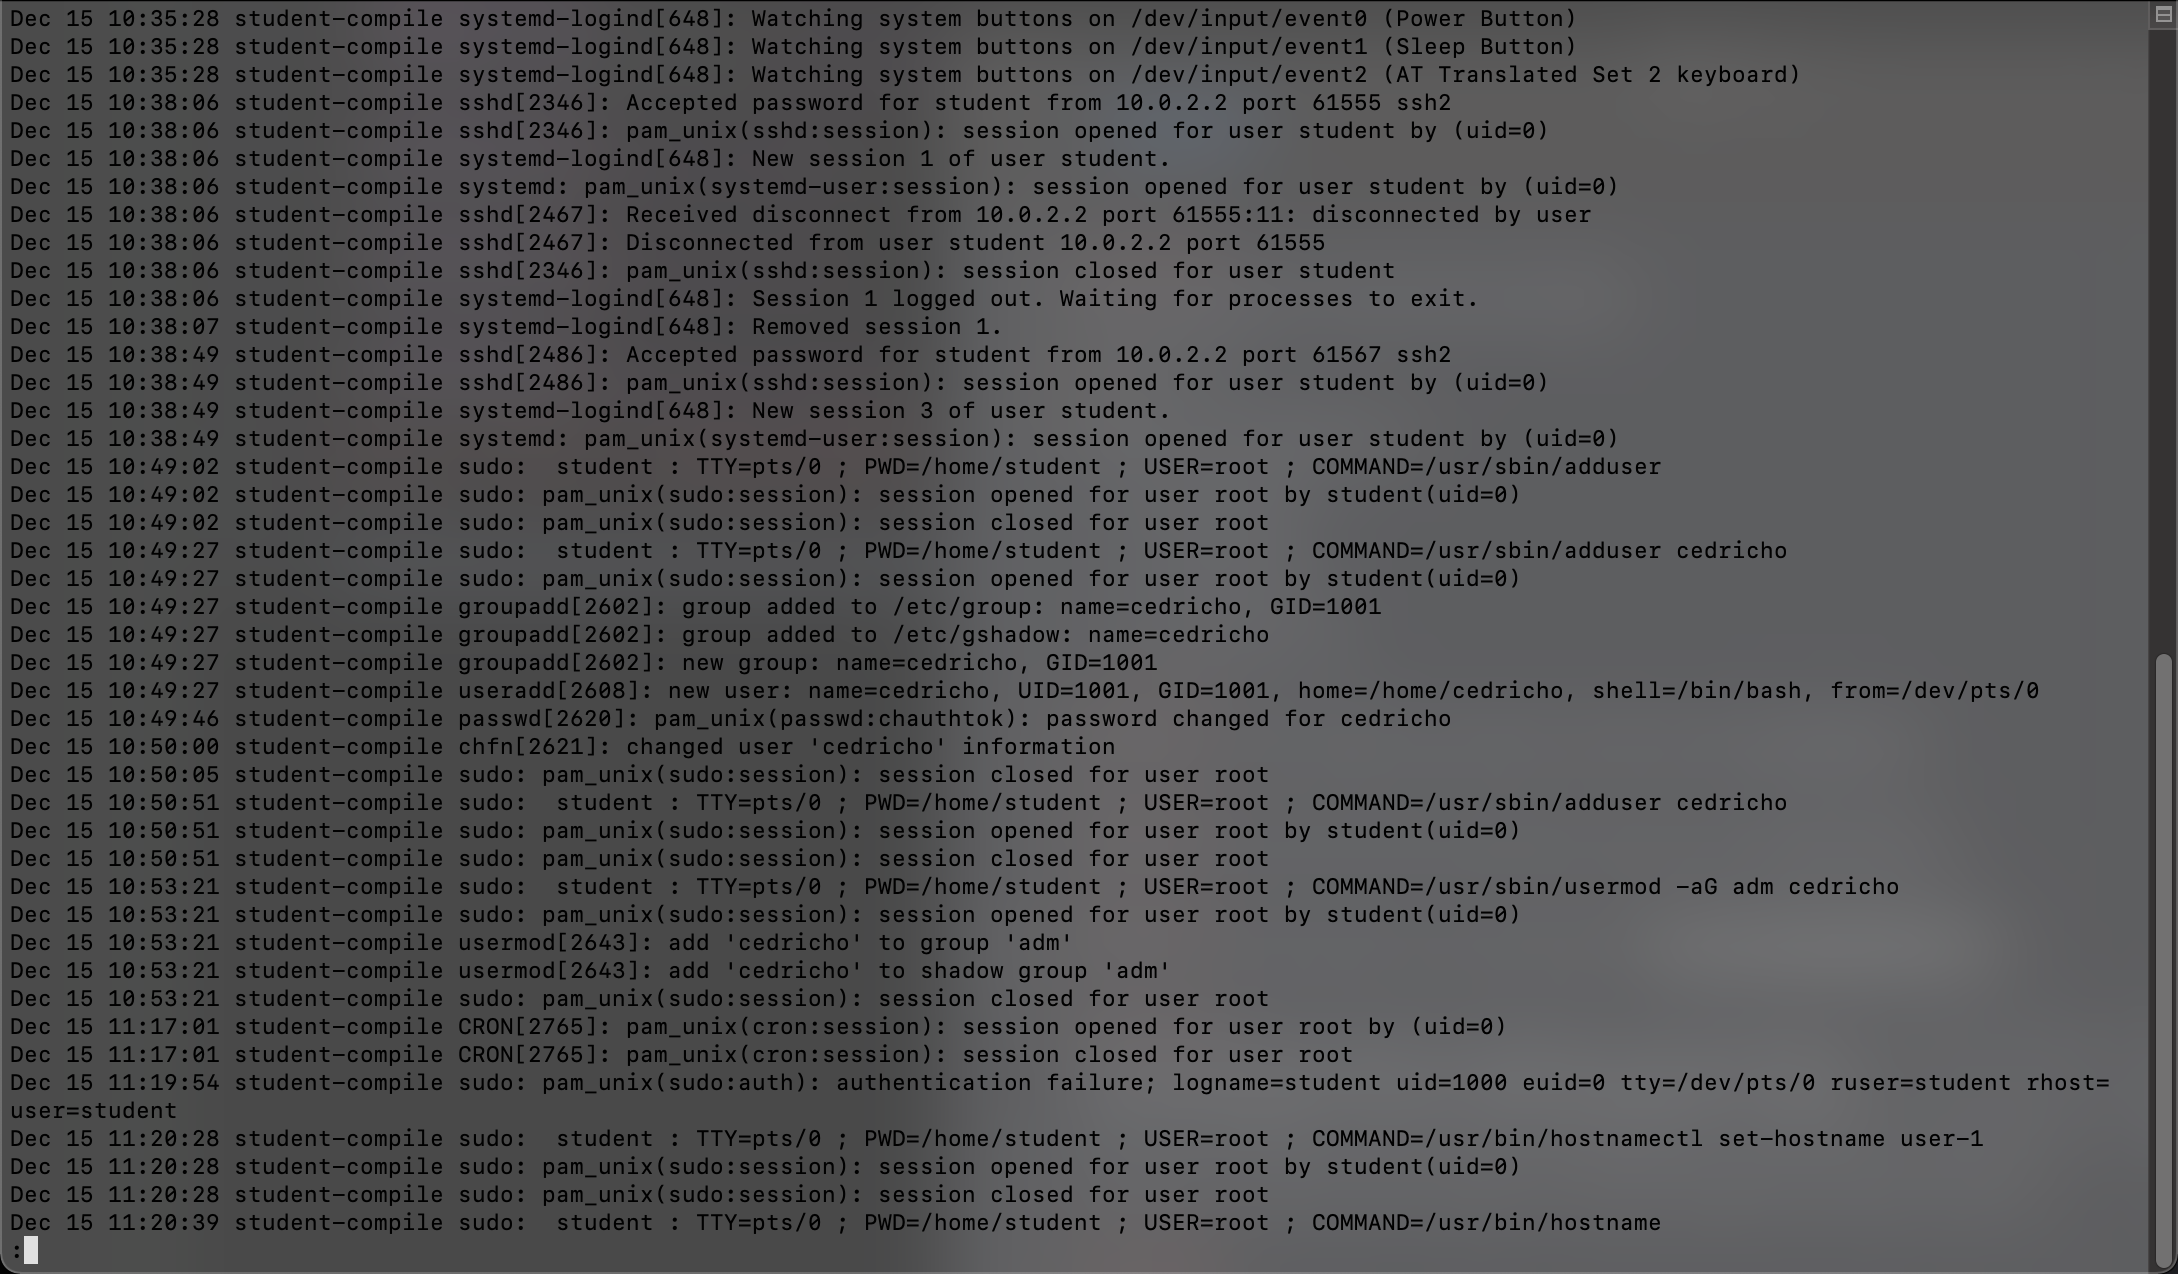 Dec 15 10:35:28 student-compile systemd-logind[648]: Watching system buttons on /dev/input/event0 (Power Button)
Dec 15 10:35:28 student-compile systemd-logind[648]: Watching system buttons on /dev/input/event1 (Sleep Button)
Dec 15 10:35:28 student-compile systemd-logind[648]: Watching system buttons on /dev/input/event2 (AT Translated Set 2 keyboard)
Dec 15 10:38:06 student-compile sshd[2346]: Accepted password for student from 10.0.2.2 port 61555 ssh2
Dec 15 10:38:06 student-compile sshd[2346]: pam_unix(sshd:session): session opened for user student by (uid=0)
Dec 15 10:38:06 student-compile systemd-logind[648]: New session 1 of user student.
Dec 15 10:38:06 student-compile systemd: pam_unix(systemd-user:session): session opened for user student by (uid=0)
Dec 15 10:38:06 student-compile sshd[2467]: Received disconnect from 10.0.2.2 port 61555:11: disconnected by user
Dec 15 10:38:06 student-compile sshd[2467]: Disconnected from user student 10.0.2.2 port 61555
Dec 15 10:38:06 student-compile sshd[2346]: pam_unix(sshd:session): session closed for user student
Dec 15 10:38:06 student-compile systemd-logind[648]: Session 1 logged out. Waiting for processes to exit.
Dec 15 10:38:07 student-compile systemd-logind[648]: Removed session 1.
Dec 15 10:38:49 student-compile sshd[2486]: Accepted password for student from 10.0.2.2 port 61567 ssh2
Dec 15 10:38:49 student-compile sshd[2486]: pam_unix(sshd:session): session opened for user student by (uid=0)
Dec 15 10:38:49 student-compile systemd-logind[648]: New session 3 of user student.
Dec 15 10:38:49 student-compile systemd: pam_unix(systemd-user:session): session opened for user student by (uid=0)
Dec 15 10:49:02 student-compile sudo:  student : TTY=pts/0 ; PWD=/home/student ; USER=root ; COMMAND=/usr/sbin/adduser
Dec 15 10:49:02 student-compile sudo: pam_unix(sudo:session): session opened for user root by student(uid=0)
Dec 15 10:49:02 student-compile sudo: pam_unix(sudo:session): session closed for user root
Dec 15 10:49:27 student-compile sudo:  student : TTY=pts/0 ; PWD=/home/student ; USER=root ; COMMAND=/usr/sbin/adduser cedricho
Dec 15 10:49:27 student-compile sudo: pam_unix(sudo:session): session opened for user root by student(uid=0)
Dec 15 10:49:27 student-compile groupadd[2602]: group added to /etc/group: name=cedricho, GID=1001
Dec 15 10:49:27 student-compile groupadd[2602]: group added to /etc/gshadow: name=cedricho
Dec 15 10:49:27 student-compile groupadd[2602]: new group: name=cedricho, GID=1001
Dec 15 10:49:27 student-compile useradd[2608]: new user: name=cedricho, UID=1001, GID=1001, home=/home/cedricho, shell=/bin/bash, from=/dev/pts/0
Dec 15 10:49:46 student-compile passwd[2620]: pam_unix(passwd:chauthtok): password changed for cedricho
Dec 15 10:50:00 student-compile chfn[2621]: changed user 'cedricho' information
Dec 15 10:50:05 student-compile sudo: pam_unix(sudo:session): session closed for user root
Dec 15 10:50:51 student-compile sudo:  student : TTY=pts/0 ; PWD=/home/student ; USER=root ; COMMAND=/usr/sbin/adduser cedricho
Dec 15 10:50:51 student-compile sudo: pam_unix(sudo:session): session opened for user root by student(uid=0)
Dec 15 10:50:51 student-compile sudo: pam_unix(sudo:session): session closed for user root
Dec 15 10:53:21 student-compile sudo:  student : TTY=pts/0 ; PWD=/home/student ; USER=root ; COMMAND=/usr/sbin/usermod -aG adm cedricho
Dec 15 10:53:21 student-compile sudo: pam_unix(sudo:session): session opened for user root by student(uid=0)
Dec 15 10:53:21 student-compile usermod[2643]: add 'cedricho' to group 'adm'
Dec 15 10:53:21 student-compile usermod[2643]: add 'cedricho' to shadow group 'adm'
Dec 15 10:53:21 student-compile sudo: pam_unix(sudo:session): session closed for user root
Dec 15 11:17:01 student-compile CRON[2765]: pam_unix(cron:session): session opened for user root by (uid=0)
Dec 15 11:17:01 student-compile CRON[2765]: pam_unix(cron:session): session closed for user root
Dec 15 11:19:54 student-compile sudo: pam_unix(sudo:auth): authentication failure; logname=student uid=1000 euid=0 tty=/dev/pts/0 ruser=student rhost=
user=student
Dec 15 11:20:28 student-compile sudo:  student : TTY=pts/0 ; PWD=/home/student ; USER=root ; COMMAND=/usr/bin/hostnamectl set-hostname user-1
Dec 15 11:20:28 student-compile sudo: pam_unix(sudo:session): session opened for user root by student(uid=0)
Dec 15 11:20:28 student-compile sudo: pam_unix(sudo:session): session closed for user root
Dec 15 11:20:39 student-compile sudo:  student : TTY=pts/0 ; PWD=/home/student ; USER=root ; COMMAND=/usr/bin/hostname
: